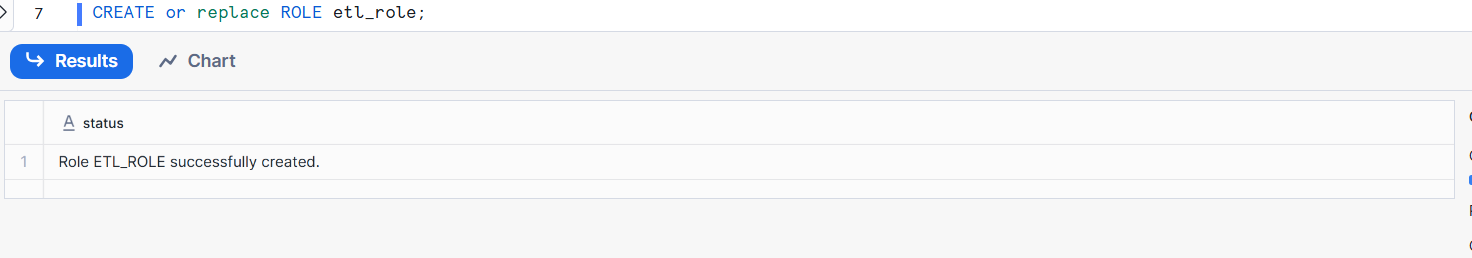 7 CREATE or replace ROLE etl_role;
Results Chart
A status
1 Role ETL_ROLE successfully created.